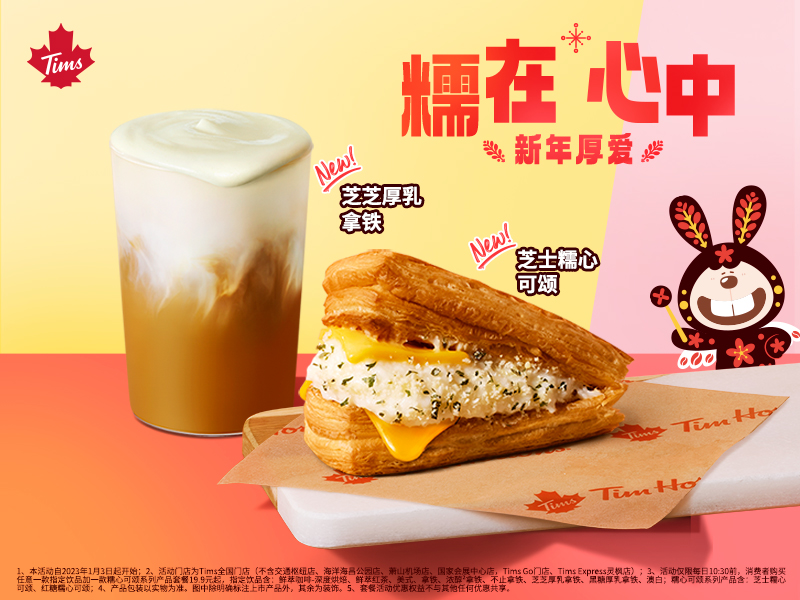 Tims
糯在心中
新年厚爱
New!
芝芝厚乳
拿铁
New!
芝士糯心
可颂
Tim Ho
Tim Ho
1、本活动自2023年1月3日起开始；2、活动门店为Tims全国门店（不含交通枢纽店、海洋海昌公园店、萧山机场店、国家会展中心店，Tims Go门店、Tims Express灵枫店）；3、活动仅限每日10:30前，消费者购买
任意一款指定饮品加一款糯心可颂系列产品套餐19.9元起，指定饮品含：鲜萃咖啡-深度烘焙、鲜萃红茶、美式、拿铁、浓醇²拿铁、不止拿铁、芝芝厚乳拿铁、黑糖厚乳拿铁、澳白；糯心可颂系列产品含：芝士糯心
可颂、红糖糯心可颂；4、产品包装以实物为准。图中除明确标注上市产品外，其余为装饰。5、套餐活动优惠权益不与其他任何优惠共享。